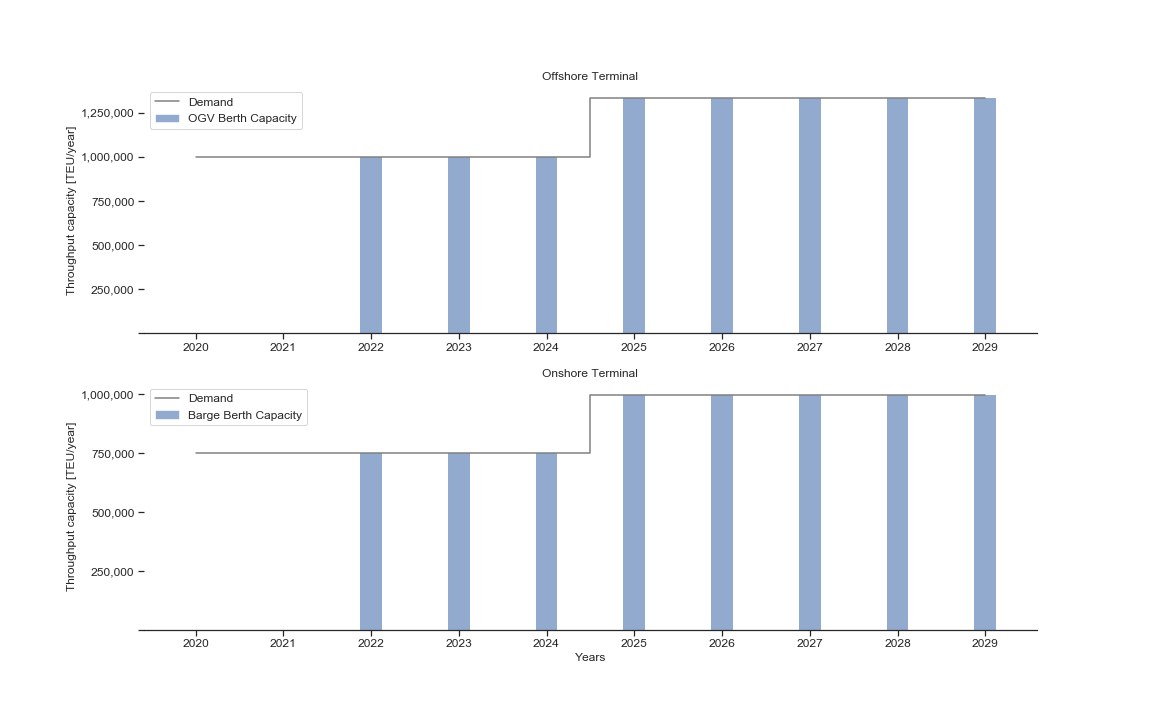 Offshore Terminal
Demand
OGV Berth Capacity
Throughput capacity [TEU/year]
1,250,000
1,000,000
750,000
500,000
250,000
2020 2021 2022 2023 2024 2025 2026 2027 2028 2029
Onshore Terminal
Demand
Barge Berth Capacity
Throughput capacity [TEU/year]
1,000,000
750,000
500,000
250,000
2020 2021 2022 2023 2024 2025 2026 2027 2028 2029
Years